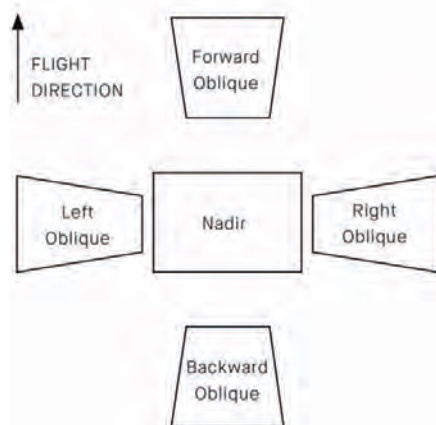 FLIGHT
DIRECTION
Forward
Oblique
Left
Oblique
Nadir
Right
Oblique
Backward
Oblique